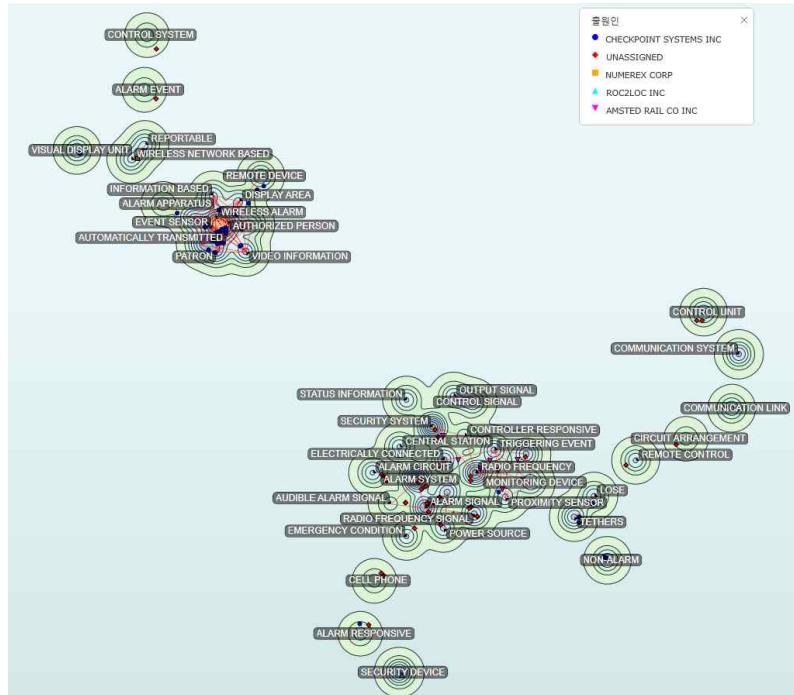 출원인
CHECKPOINT SYSTEMS INC
UNASSIGNED
NUMEREX CORP
ROC2LOC INC
AMSTED RAIL CO INC
CONTROL SYSTEM
ALARM EVENT
REPORTABLE
VISUAL DISPLAY UNIT
WIRELESS NETWORK BASED
REMOTE DEVICE
INFORMATION BASED
DISPLAY AREA
ALARM APPARATUS
WIRELESS ALARM
EVENT SENSOR
AUTHORIZED PERSON
AUTOMATICALLY TRANSMITTED
PATRON
VIDEO INFORMATION
CONTROL UNIT
COMMUNICATION SYSTEM
STATUS INFORMATION
OUTPUT SIGNAL
CONTROL SIGNAL
COMMUNICATION LINK
SECURITY SYSTEM
CONTROLLER RESPONSIVE
CIRCUIT ARRANGEMENT
CENTRAL STATION
TRIGGERING EVENT
ELECTRICALLY CONNECTED
REMOTE CONTROL
ALARM CIRCUIT
RADIO FREQUENCY
ALARM SYSTEM
MONITORING DEVICE
LOSE
AUDIBLE ALARM SIGNAL
ALARM SIGNAL
PROXIMITY SENSOR
RADIO FREQUENCY SIGNAL
TETHERS
EMERGENCY CONDITION
POWER SOURCE
NON-ALARM
CELL PHONE
ALARM RESPONSIVE
SECURITY DEVICE